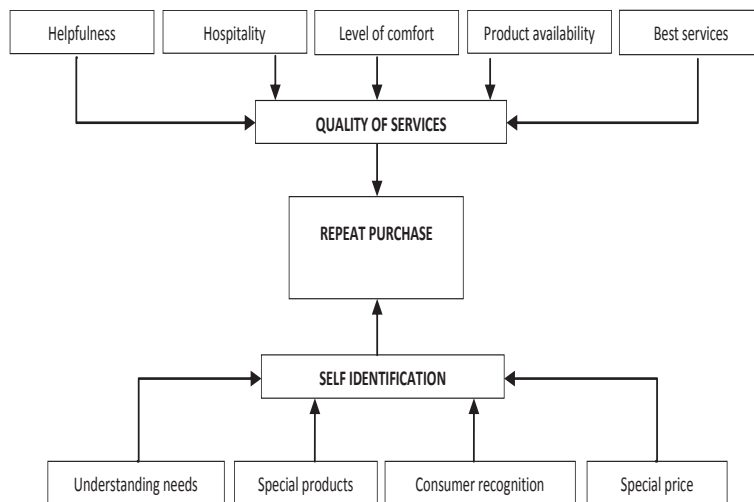 Helpfulness
Hospitality
Level of comfort
Product availability
Best services
QUALITY OF SERVICES
REPEAT PURCHASE
SELF IDENTIFICATION
Understanding needs
Special products
Consumer recognition
Special price